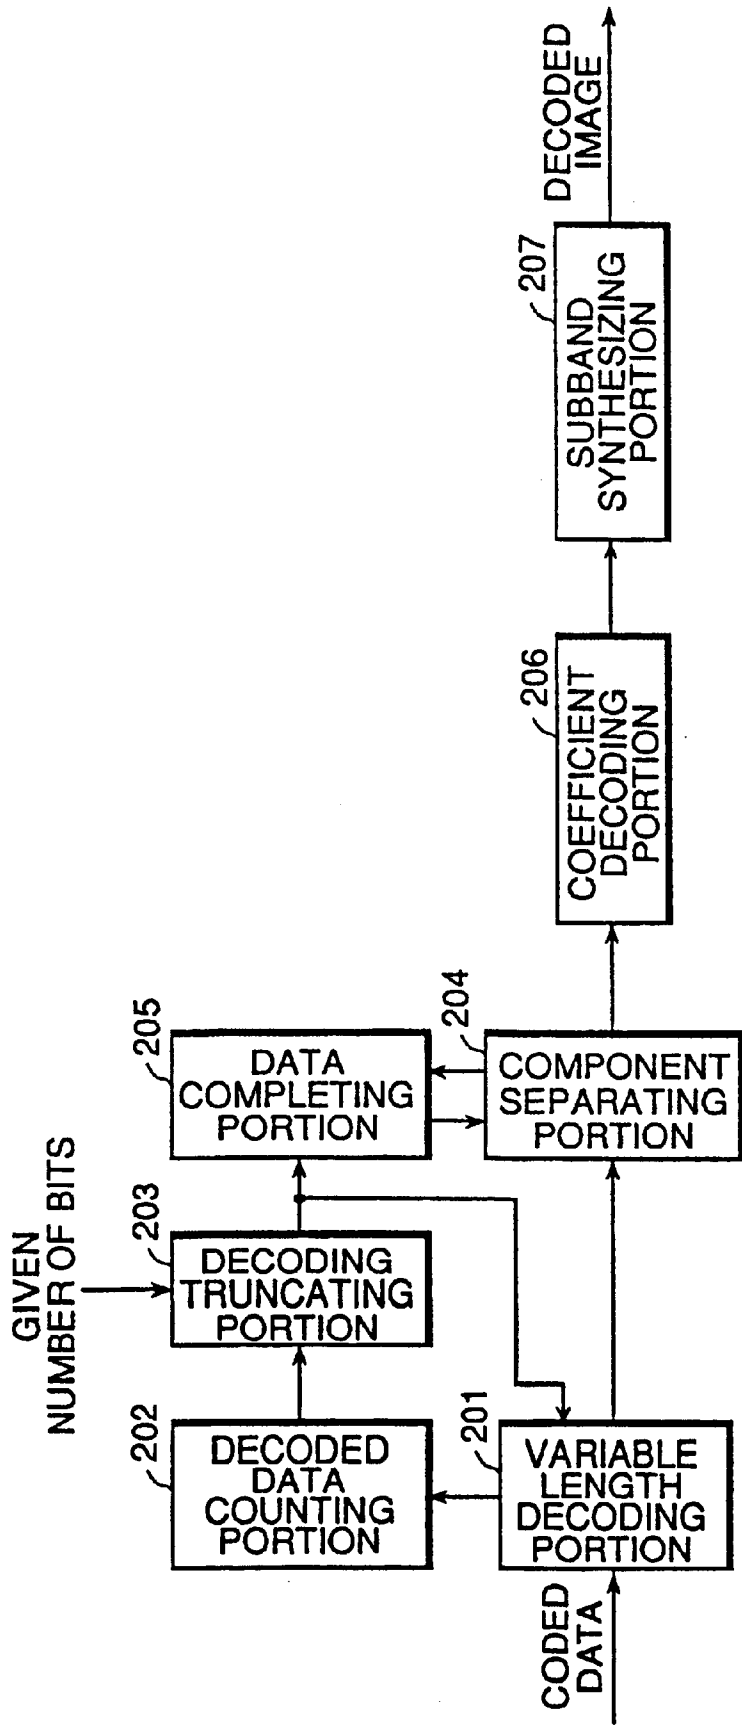 GIVEN
NUMBER OF BITS
202
DECODED
DATA
COUNTING
PORTION
203
DECODING
TRUNCATING
PORTION
205
DATA
COMPLETING
PORTION
CODED
DATA
201
VARIABLE
LENGTH
DECODING
PORTION
204
COMPONENT
SEPARATING
PORTION
206
COEFFICIENT
DECODING
PORTION
207
SUBBAND
SYNTHESIZING
PORTION
DECODED
IMAGE